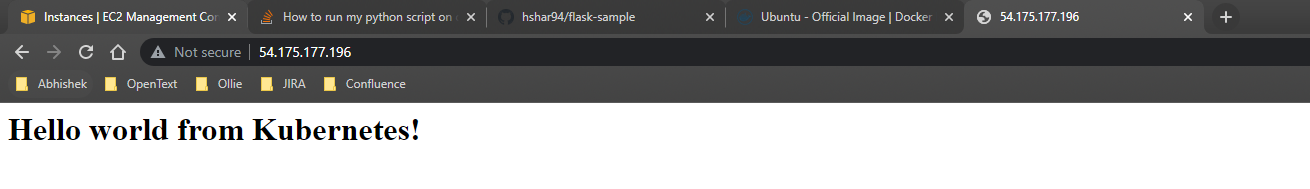 Instances | EC2 Management Con
How to run my python script on
hshar94/flask-sample
Ubuntu - Official Image | Docker
54.175.177.196
Not secure
54.175.177.196
Abhishek
OpenText
Ollie
JIRA
Confluence
Hello world from Kubernetes!